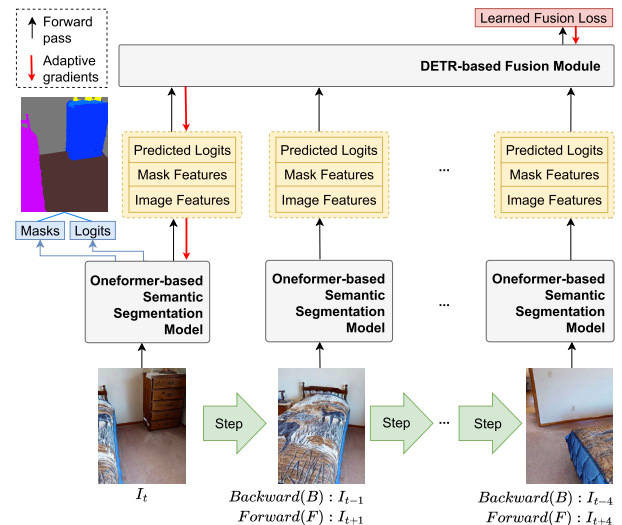 Forward
pass
Adaptive
gradients
Learned Fusion Loss
DETR-based Fusion Module
Predicted Logits
Mask Features
Image Features
Predicted Logits
Mask Features
Image Features
...
Predicted Logits
Mask Features
Image Features
Masks
Logits
Oneformer-based
Semantic
Segmentation
Model
Oneformer-based
Semantic
Segmentation
Model
...
Oneformer-based
Semantic
Segmentation
Model
Step
Step
...
Step
I_t
Backward(B) : I_{t-1}
Forward(F) : I_{t+1}
Backward(B) : I_{t-4}
Forward(F) : I_{t+4}